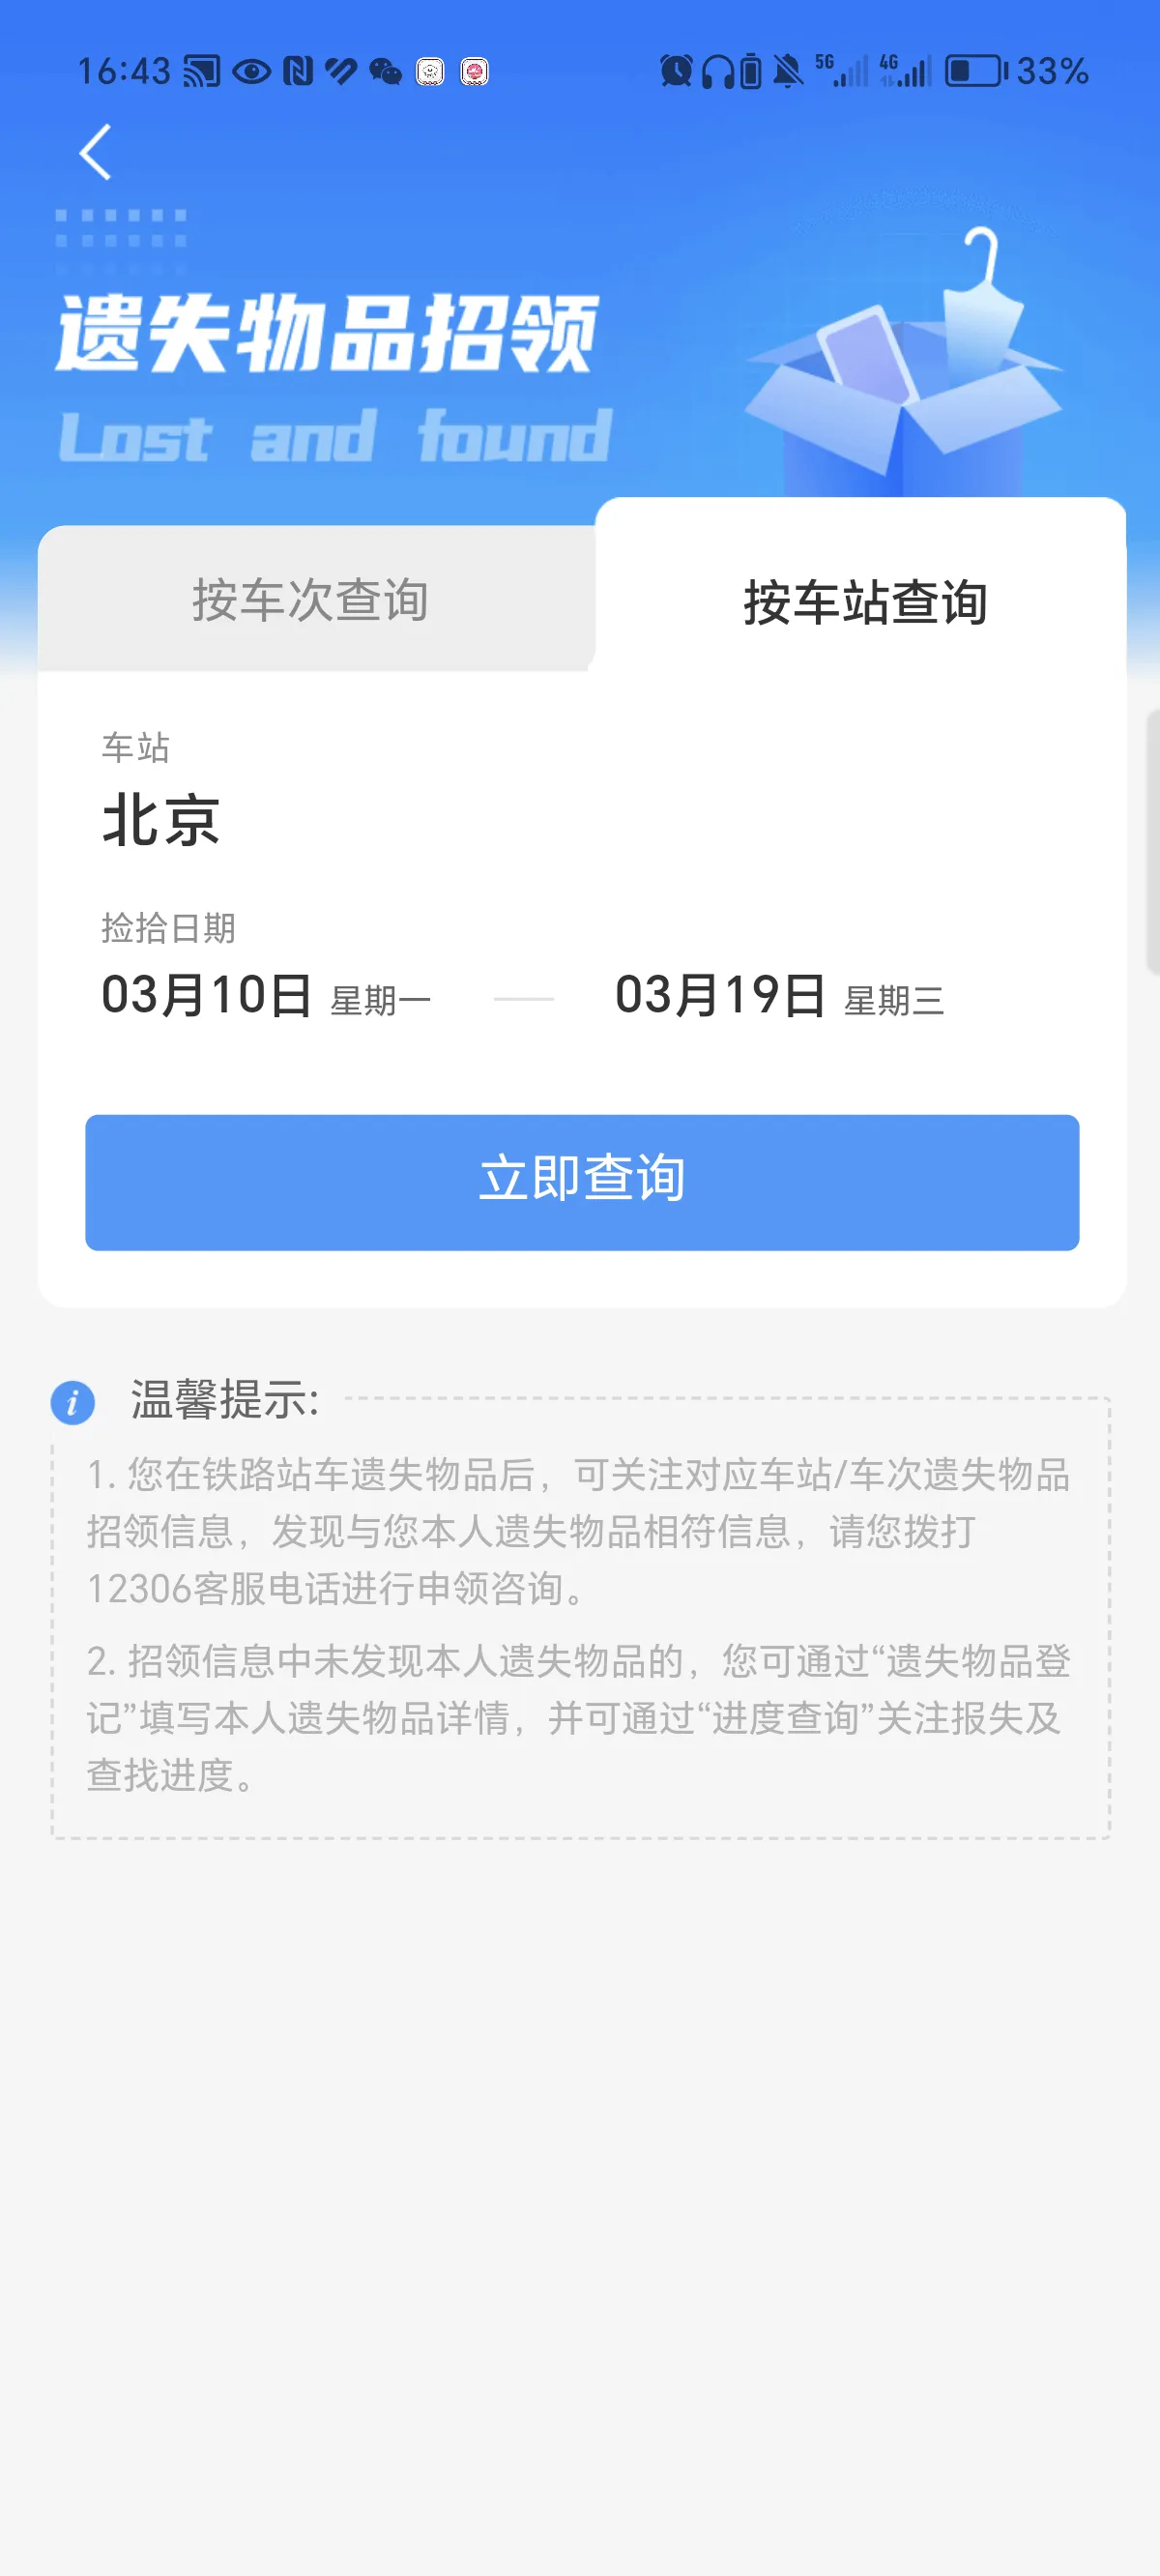 16:43 5G 4G 33%
遗失物品招领
Lost and found
按车次查询 按车站查询
车站
北京
捡拾日期
03月10日 星期一 — 03月19日 星期三
立即查询
温馨提示:
1. 您在铁路站车遗失物品后，可关注对应车站/车次遗失物品
招领信息，发现与您本人遗失物品相符信息，请您拨打
12306客服电话进行申领咨询。
2. 招领信息中未发现本人遗失物品的，您可通过“遗失物品登
记”填写本人遗失物品详情，并可通过“进度查询”关注报失及
查找进度。